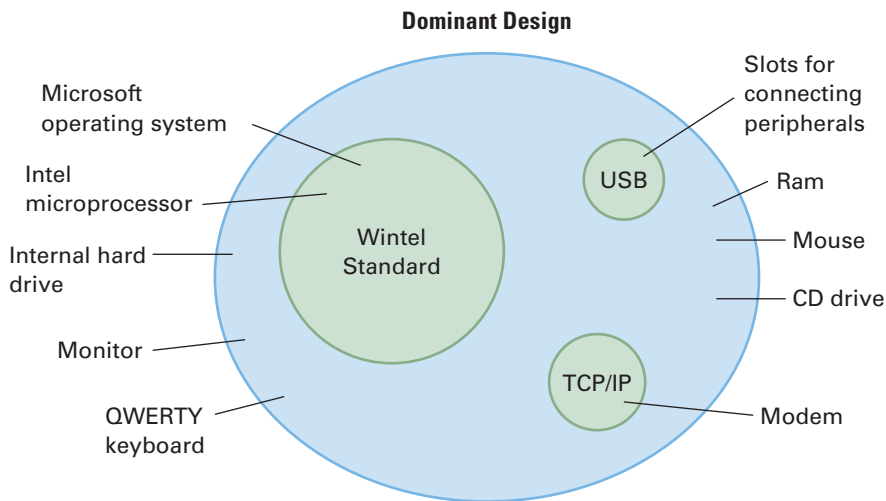 Dominant Design
Microsoft
operating system
Intel
microprocessor
Internal hard
drive
Monitor
QWERTY
keyboard
Wintel
Standard
Slots for
connecting
peripherals
USB
Ram
Mouse
CD drive
TCP/IP
Modem